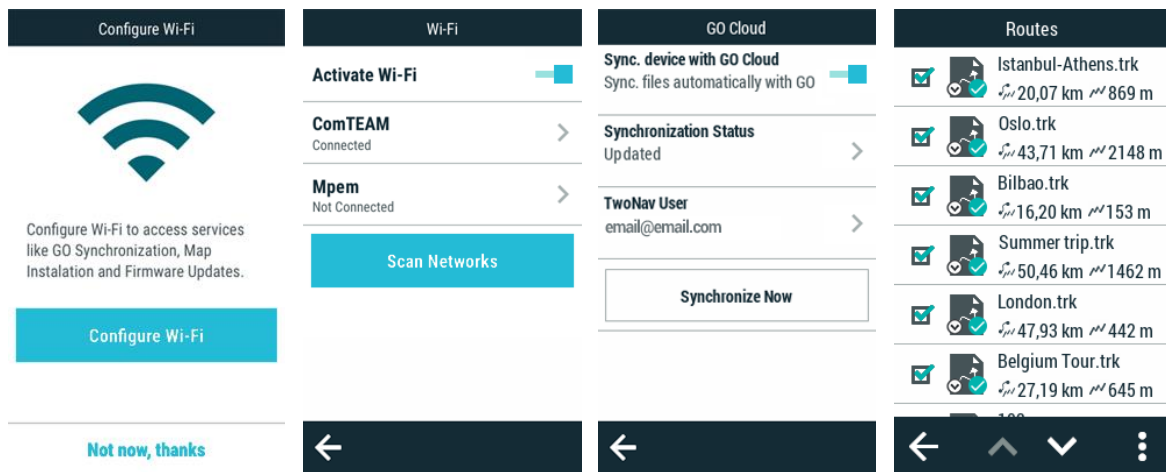 Configure Wi-Fi
Configure Wi-Fi to access services
like GO Synchronization, Map
Instalation and Firmware Updates.
Configure Wi-Fi
Not now, thanks
Wi-Fi
Activate Wi-Fi
ComTEAM
Connected
Mpem
Not Connected
Scan Networks
GO Cloud
Sync. device with GO Cloud
Sync. files automatically with GO
Synchronization Status
Updated
TwoNav User
email@email.com
Synchronize Now
Routes
Istanbul-Athens.trk
20,07 km 869 m
Oslo.trk
43,71 km 2148 m
Bilbao.trk
16,20 km 153 m
Summer trip.trk
50,46 km 1462 m
London.trk
47,93 km 442 m
Belgium Tour.trk
27,19 km 645 m